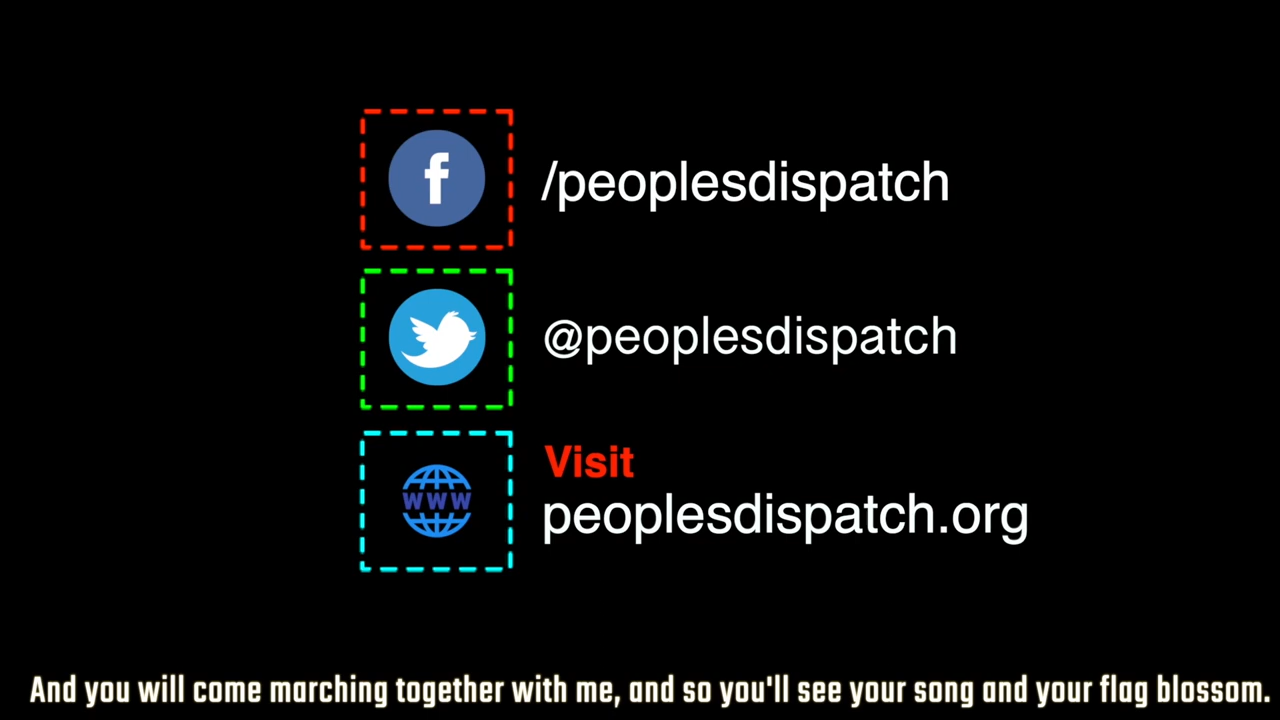 f
/peoplesdispatch
@peoplesdispatch
Visit
www
peoplesdispatch.org
And you will come marching together with me, and so you'll see your song and your flag blossom.